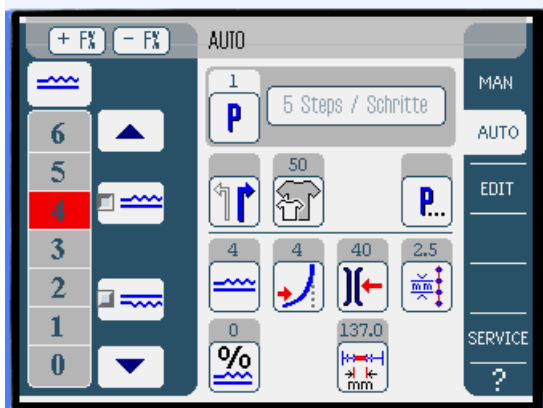 + F% - F% AUTO
1
P 5 Steps / Schritte
MAN
AUTO
EDIT
SERVICE
?
6
5
4
3
2
1
0
50
P...
4 4 40 2.5
mm
0 137.0
% mm